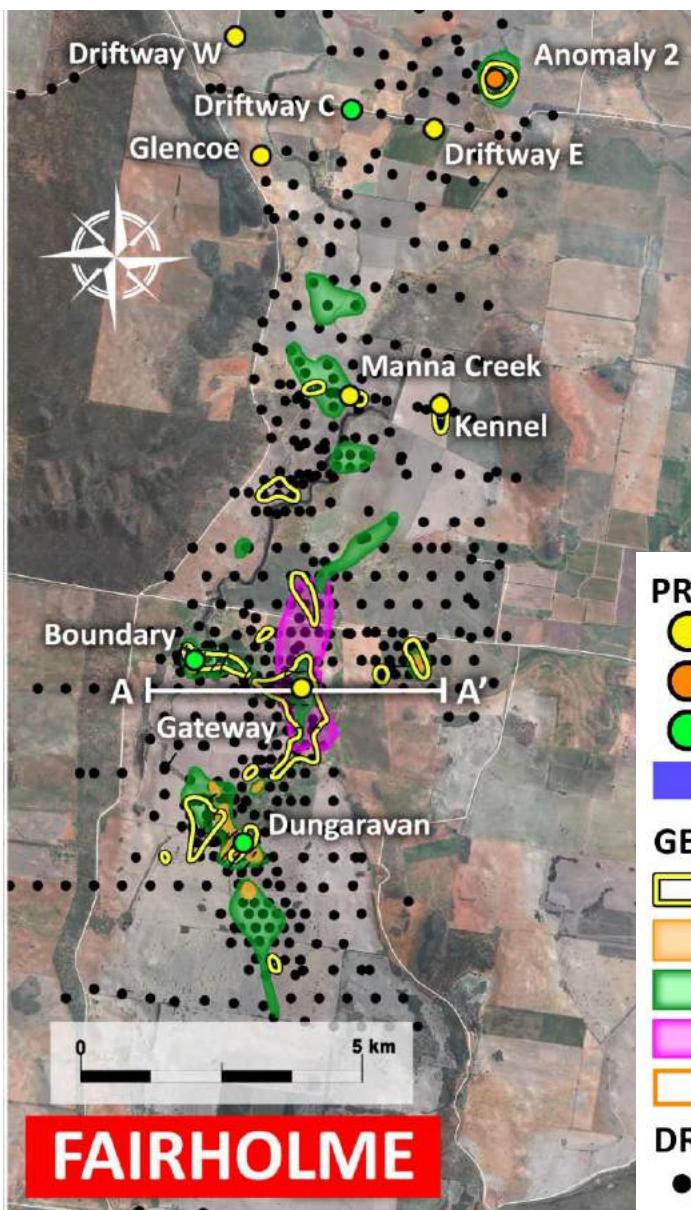 Driftway W
Anomaly 2
Driftway C
Driftway E
Glencoe
Manna Creek
Kennel
PR
Boundary
A
A'
Gateway
GE
Dungaravan
0
5 km
DR
FAIRHOLME